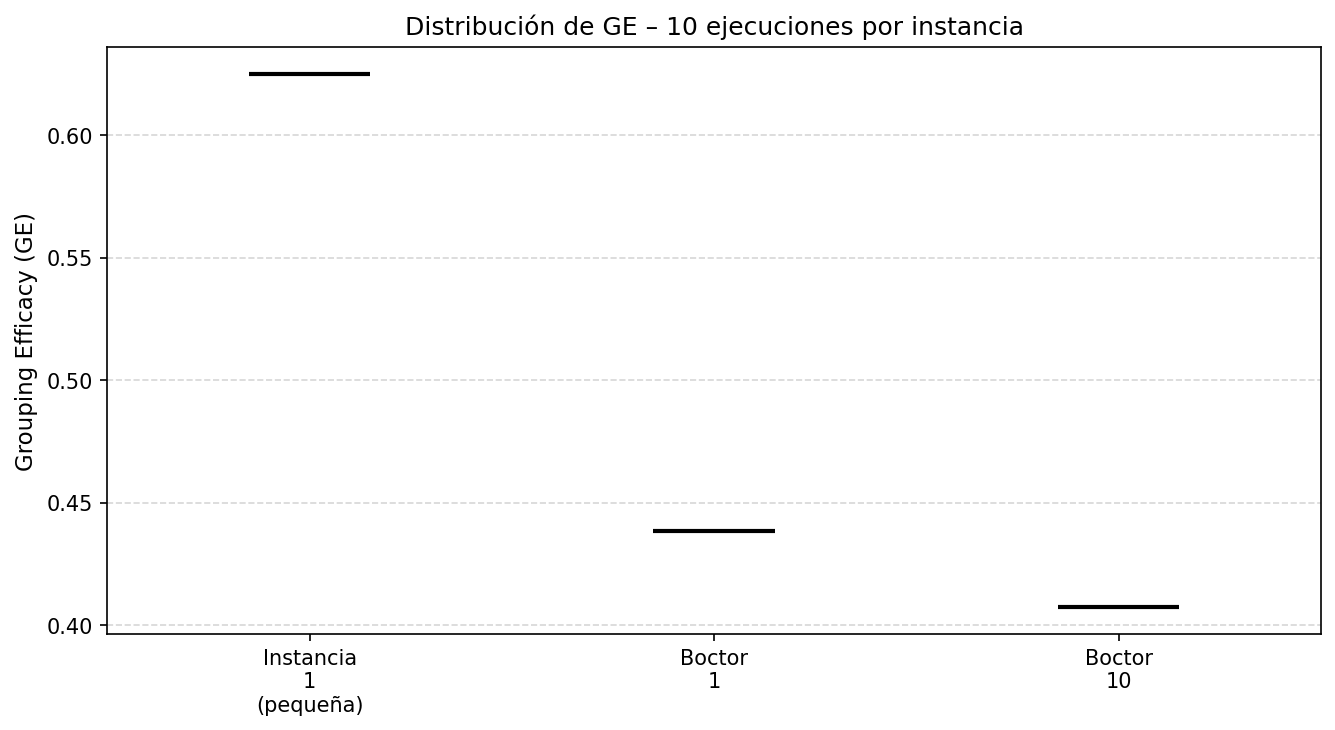 Distribución de GE – 10 ejecuciones por instancia
Grouping Efficacy (GE)
0.60
0.55
0.50
0.45
0.40
Instancia
1
(pequeña)
Boctor
1
Boctor
10